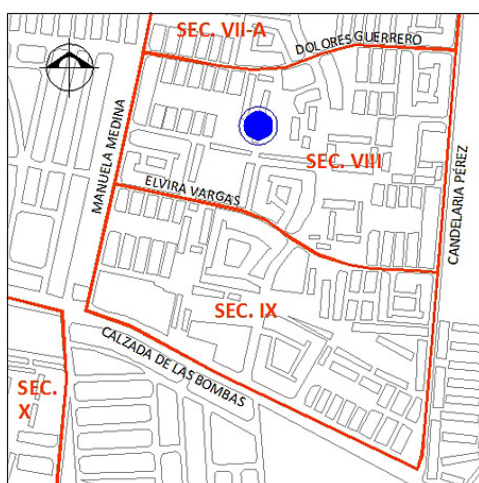 SEC. VII-A
DOLORES GUERRERO
MANUELA MEDINA
SEC. VIII
ELVIRA VARGAS
CANDELARIA PÉREZ
SEC. IX
CALZADA DE LAS BOMBAS
SEC.
X